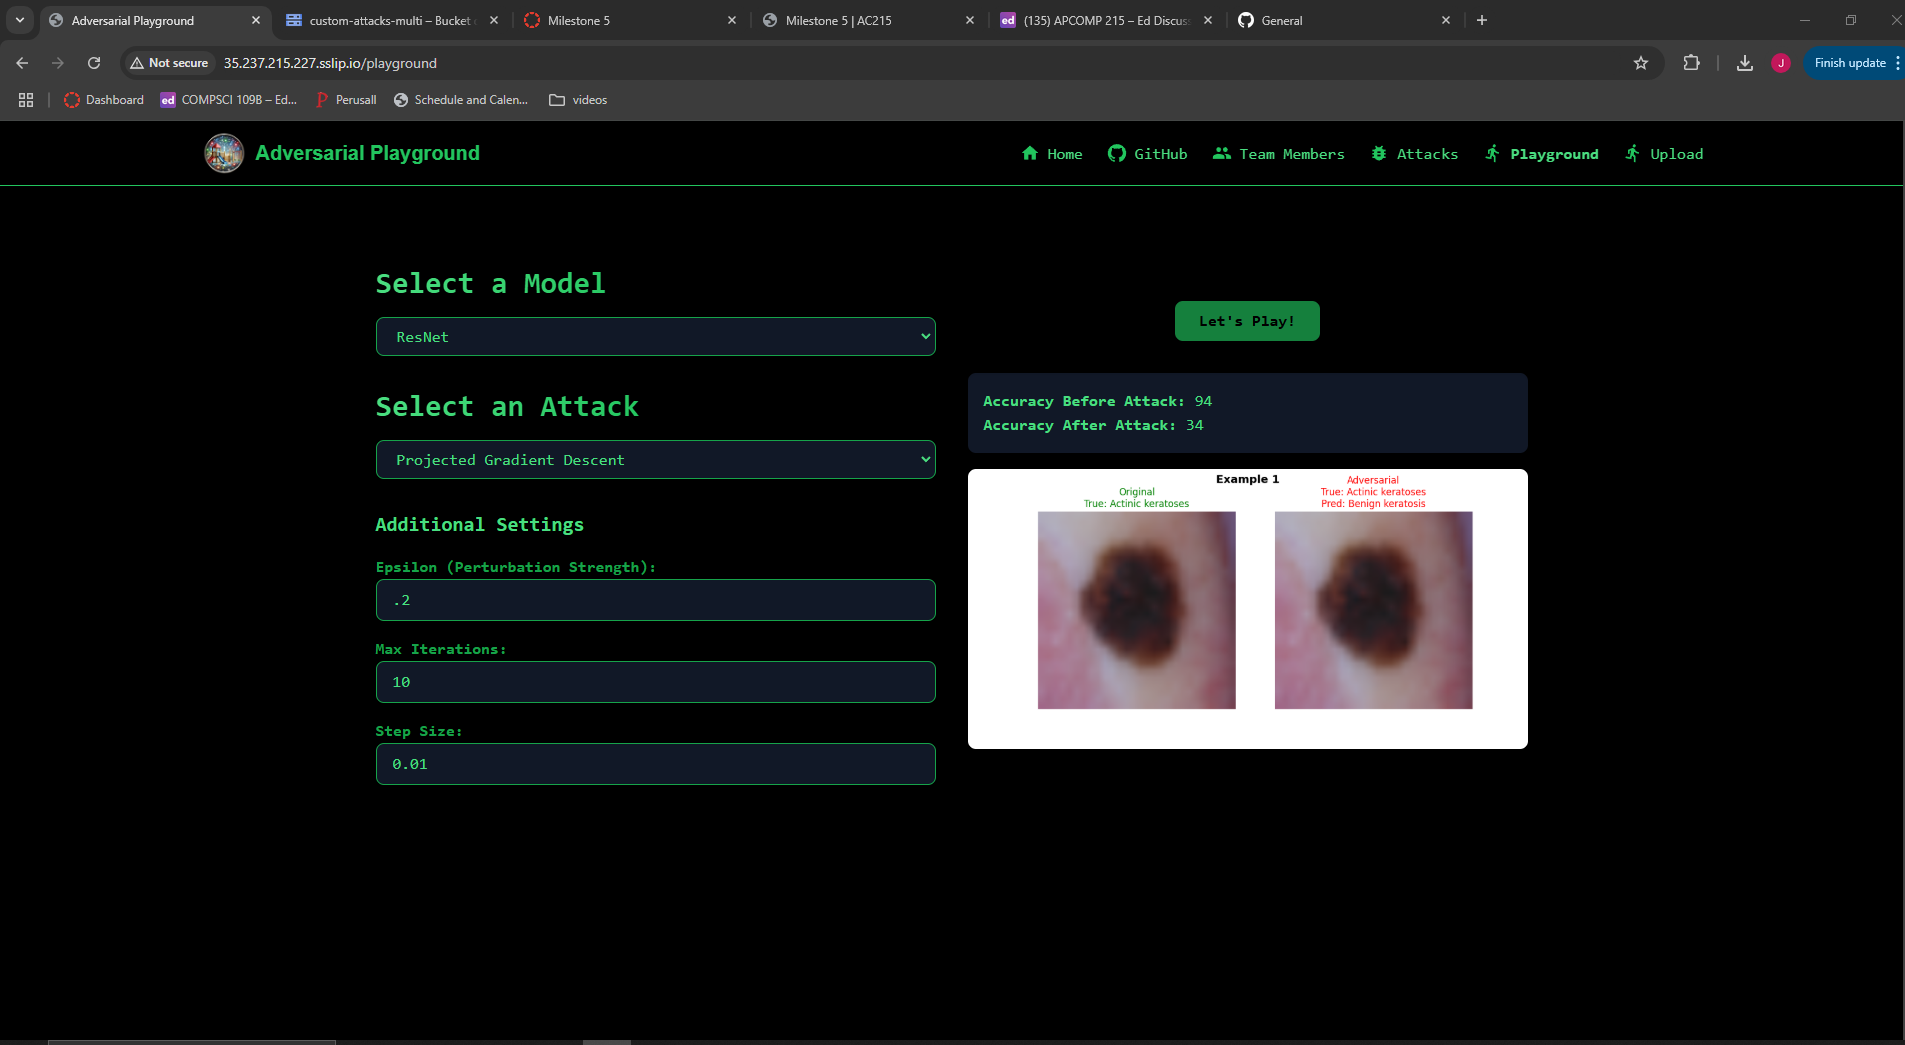 Adversarial Playground
custom-attacks-multi – Bucket
Milestone 5
Milestone 5 | AC215
ed (135) APCOMP 215 – Ed Discus
General
Not secure
35.237.215.227.sslip.io/playground
J
Finish update
Dashboard
ed COMPSCI 109B – Ed...
Perusall
Schedule and Calen...
videos
Adversarial Playground
Home
GitHub
Team Members
Attacks
Playground
Upload
Select a Model
ResNet
Select an Attack
Projected Gradient Descent
Additional Settings
Epsilon (Perturbation Strength):
.2
Max Iterations:
10
Step Size:
0.01
Let's Play!
Accuracy Before Attack: 94
Accuracy After Attack: 34
Example 1
Original
True: Actinic keratoses
Adversarial
True: Actinic keratoses
Pred: Benign keratosis